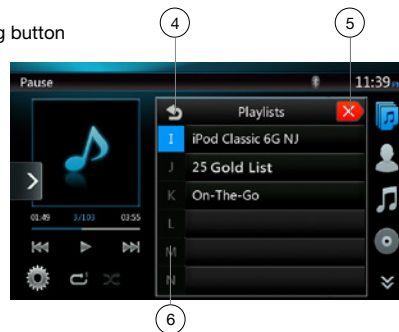 4
5
g button
Pause
11:39
Playlists
I
iPod Classic 6G NJ
J
25 Gold List
K
On-The-Go
L
M
N
01:49
3/103
03:55
6